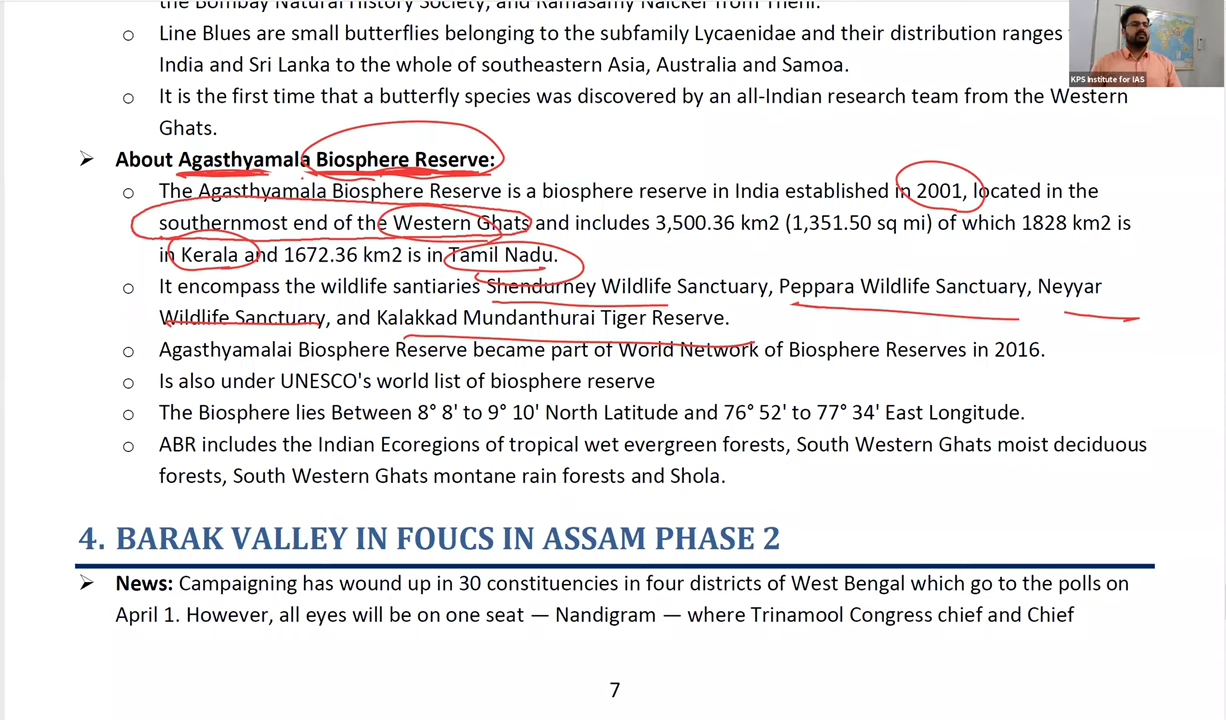 the Bombay Natural History Society, and Ramasamy Naicker from Theni.
o Line Blues are small butterflies belonging to the subfamily Lycaenidae and their distribution ranges
India and Sri Lanka to the whole of southeastern Asia, Australia and Samoa.
o It is the first time that a butterfly species was discovered by an all-Indian research team from the Western
Ghats.
➢ About Agasthyamala Biosphere Reserve:
o The Agasthyamala Biosphere Reserve is a biosphere reserve in India established in 2001, located in the
southernmost end of the Western Ghats and includes 3,500.36 km2 (1,351.50 sq mi) of which 1828 km2 is
in Kerala and 1672.36 km2 is in Tamil Nadu.
o It encompass the wildlife santiaries Shendurney Wildlife Sanctuary, Peppara Wildlife Sanctuary, Neyyar
Wildlife Sanctuary, and Kalakkad Mundanthurai Tiger Reserve.
o Agasthyamalai Biosphere Reserve became part of World Network of Biosphere Reserves in 2016.
o Is also under UNESCO's world list of biosphere reserve
o The Biosphere lies Between 8° 8' to 9° 10' North Latitude and 76° 52' to 77° 34' East Longitude.
o ABR includes the Indian Ecoregions of tropical wet evergreen forests, South Western Ghats moist deciduous
forests, South Western Ghats montane rain forests and Shola.
4. BARAK VALLEY IN FOUCS IN ASSAM PHASE 2
➢ News: Campaigning has wound up in 30 constituencies in four districts of West Bengal which go to the polls on
April 1. However, all eyes will be on one seat — Nandigram — where Trinamool Congress chief and Chief
7
KPS Institute for IAS